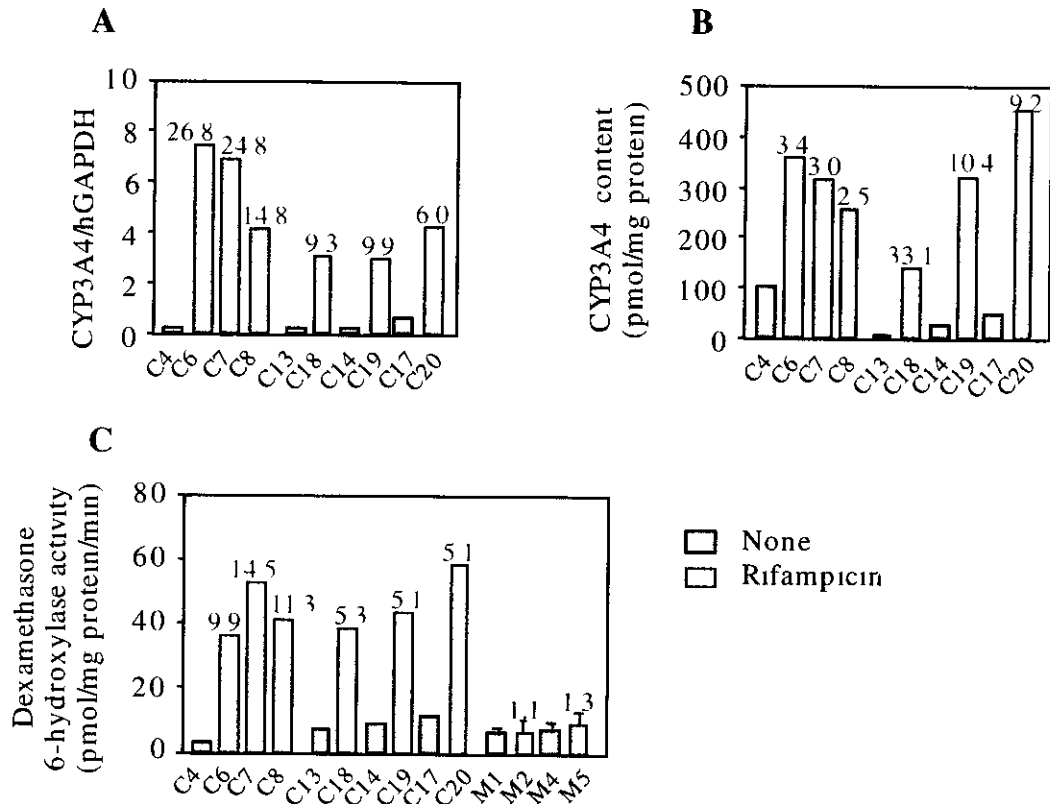 A
10
8
6
4
2
0
CYP3A4/hGAPDH
26 8
24 8
14 8
9 3
9 9
6 0
C4
C6
C7
C8
C13
C18
C14
C19
C17
C20
B
500
400
300
200
100
0
CYP3A4 content
(pmol/mg protein)
3 4
3 0
2 5
33 1
10 4
9 2
C4
C6
C7
C8
C13
C18
C14
C19
C17
C20
C
80
60
40
20
0
Dexamethasone
6-hydroxylase activity
(pmol/mg protein/min)
9 9
14 5
11 3
5 3
5 1
5 1
1 1
1 3
C4
C6
C7
C8
C13
C18
C14
C19
C17
C20
M1
M2
M4
M5
None
Rifampicin